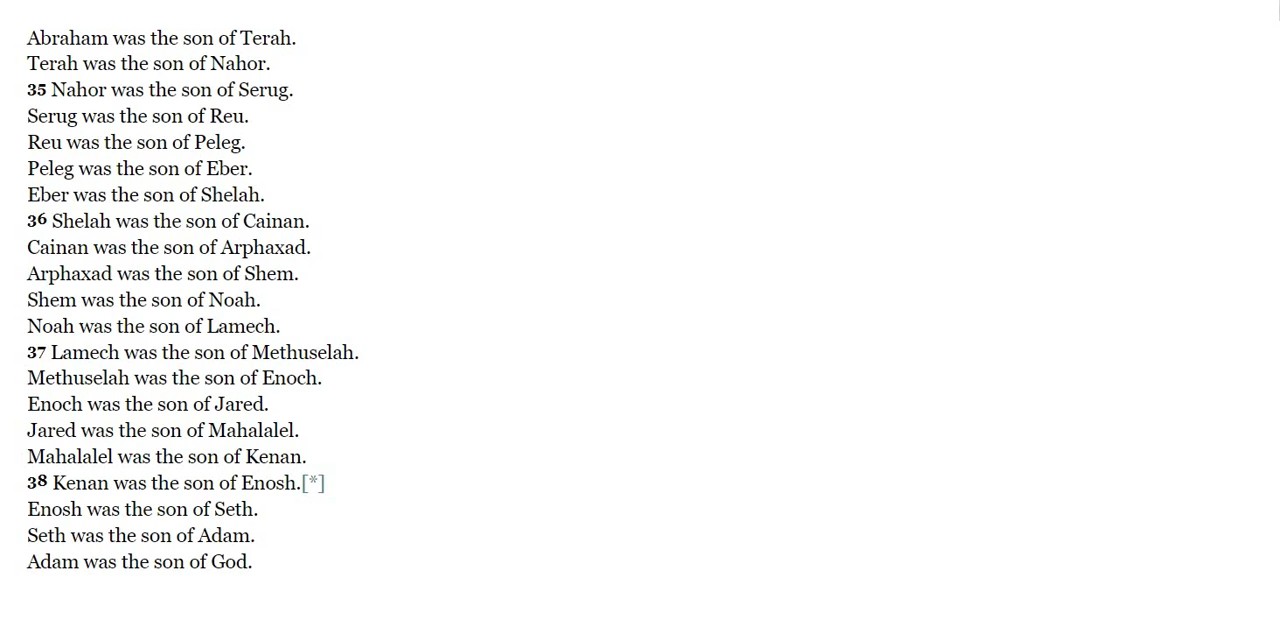 Abraham was the son of Terah.
Terah was the son of Nahor.
35 Nahor was the son of Serug.
Serug was the son of Reu.
Reu was the son of Peleg.
Peleg was the son of Eber.
Eber was the son of Shelah.
36 Shelah was the son of Cainan.
Cainan was the son of Arphaxad.
Arphaxad was the son of Shem.
Shem was the son of Noah.
Noah was the son of Lamech.
37 Lamech was the son of Methuselah.
Methuselah was the son of Enoch.
Enoch was the son of Jared.
Jared was the son of Mahalalel.
Mahalalel was the son of Kenan.
38 Kenan was the son of Enosh.[*]
Enosh was the son of Seth.
Seth was the son of Adam.
Adam was the son of God.